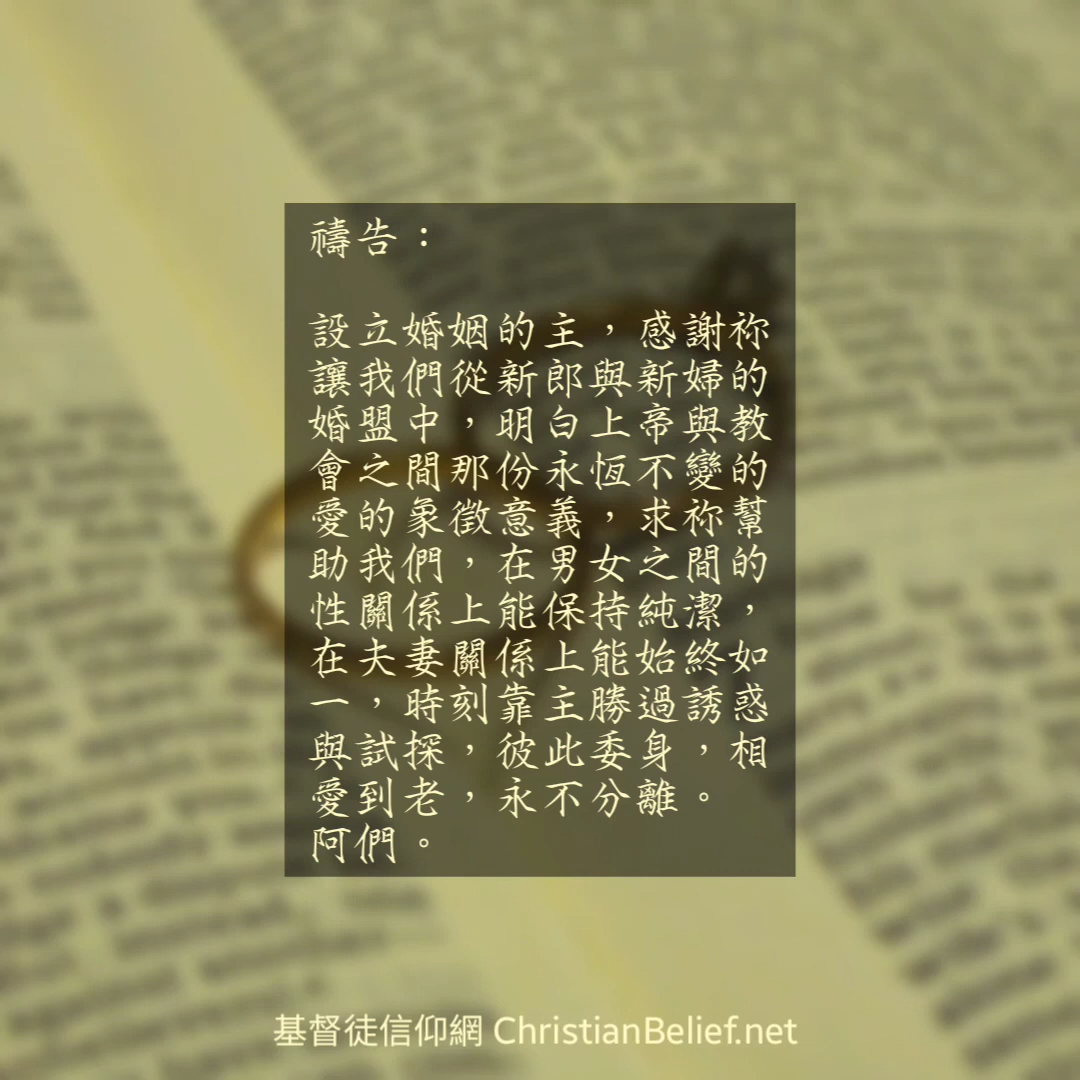 禱告：
設立婚姻的主，感謝祢
讓我們從新郎與新婦的
婚盟中，明白上帝與教
會之間那份永恆不變的
愛的象徵意義，求祢幫
助我們，在男女之間的
性關係上能保持純潔，
在夫妻關係上能始終如
一，時刻靠主勝過誘惑
與試探，彼此委身，相
愛到老，永不分離。
阿們。
基督徒信仰網 ChristianBelief.net